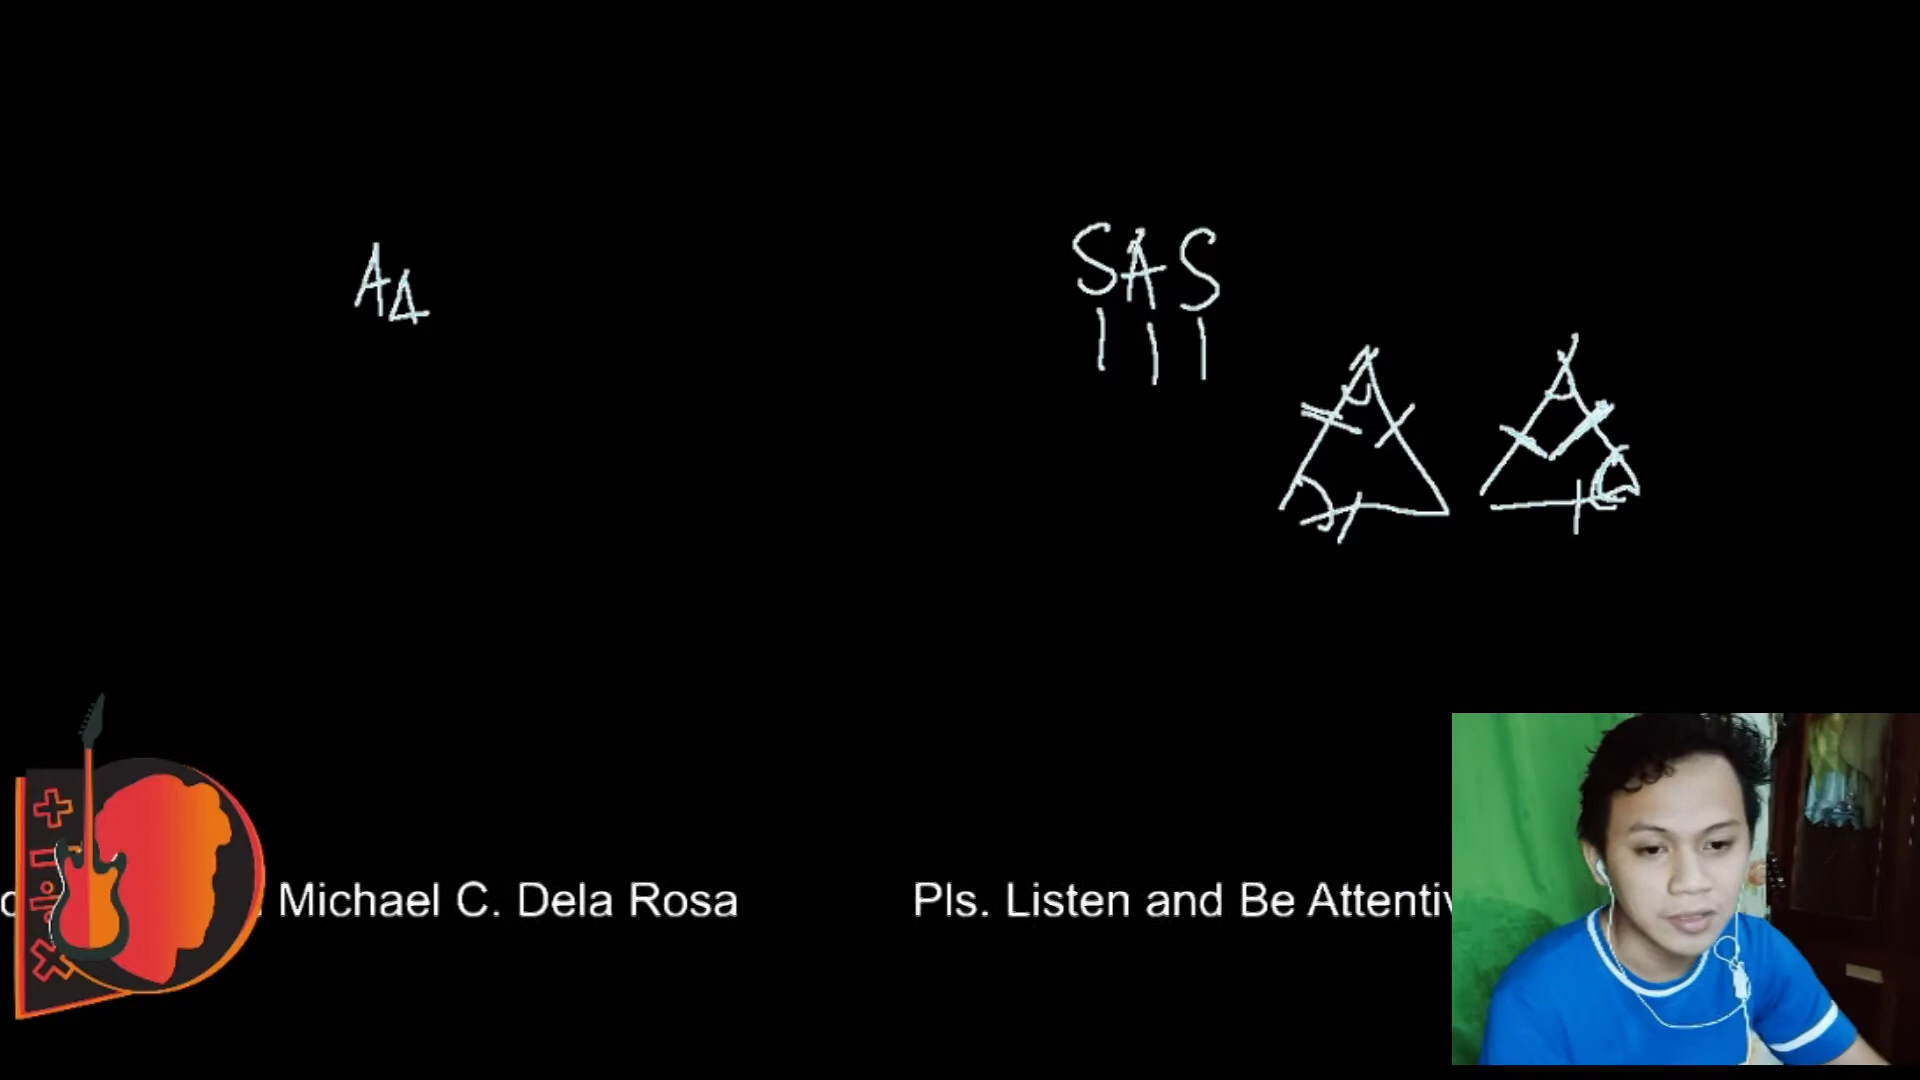 A△
SAS
Michael C. Dela Rosa
Pls. Listen and Be Attentiv